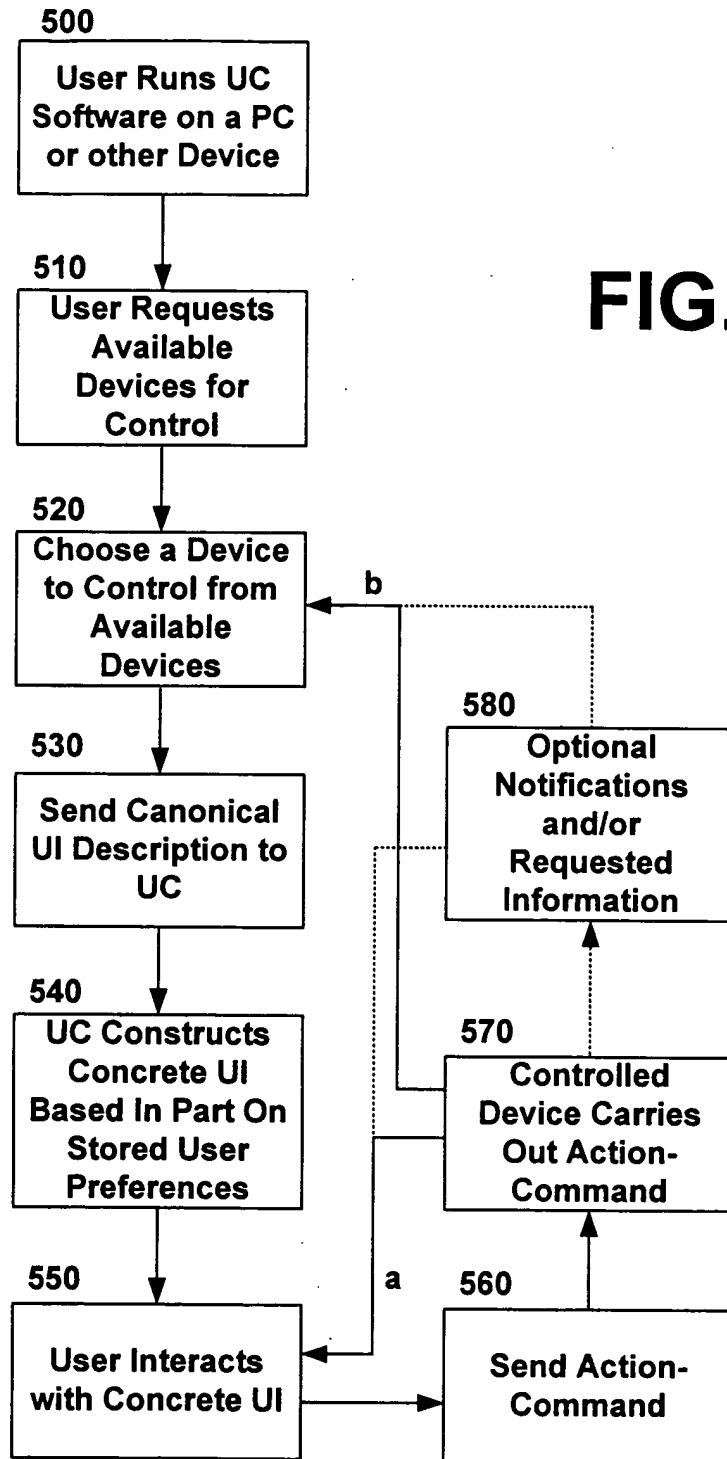 500
User Runs UC
Software on a PC
or other Device
510
User Requests
Available
Devices for
Control
FIG.
520
Choose a Device
to Control from
Available
Devices
b
530
Send Canonical
UI Description to
UC
580
Optional
Notifications
and/or
Requested
Information
540
UC Constructs
Concrete UI
Based In Part On
Stored User
Preferences
570
Controlled
Device Carries
Out Action-
Command
550
User Interacts
with Concrete UI
a
560
Send Action-
Command